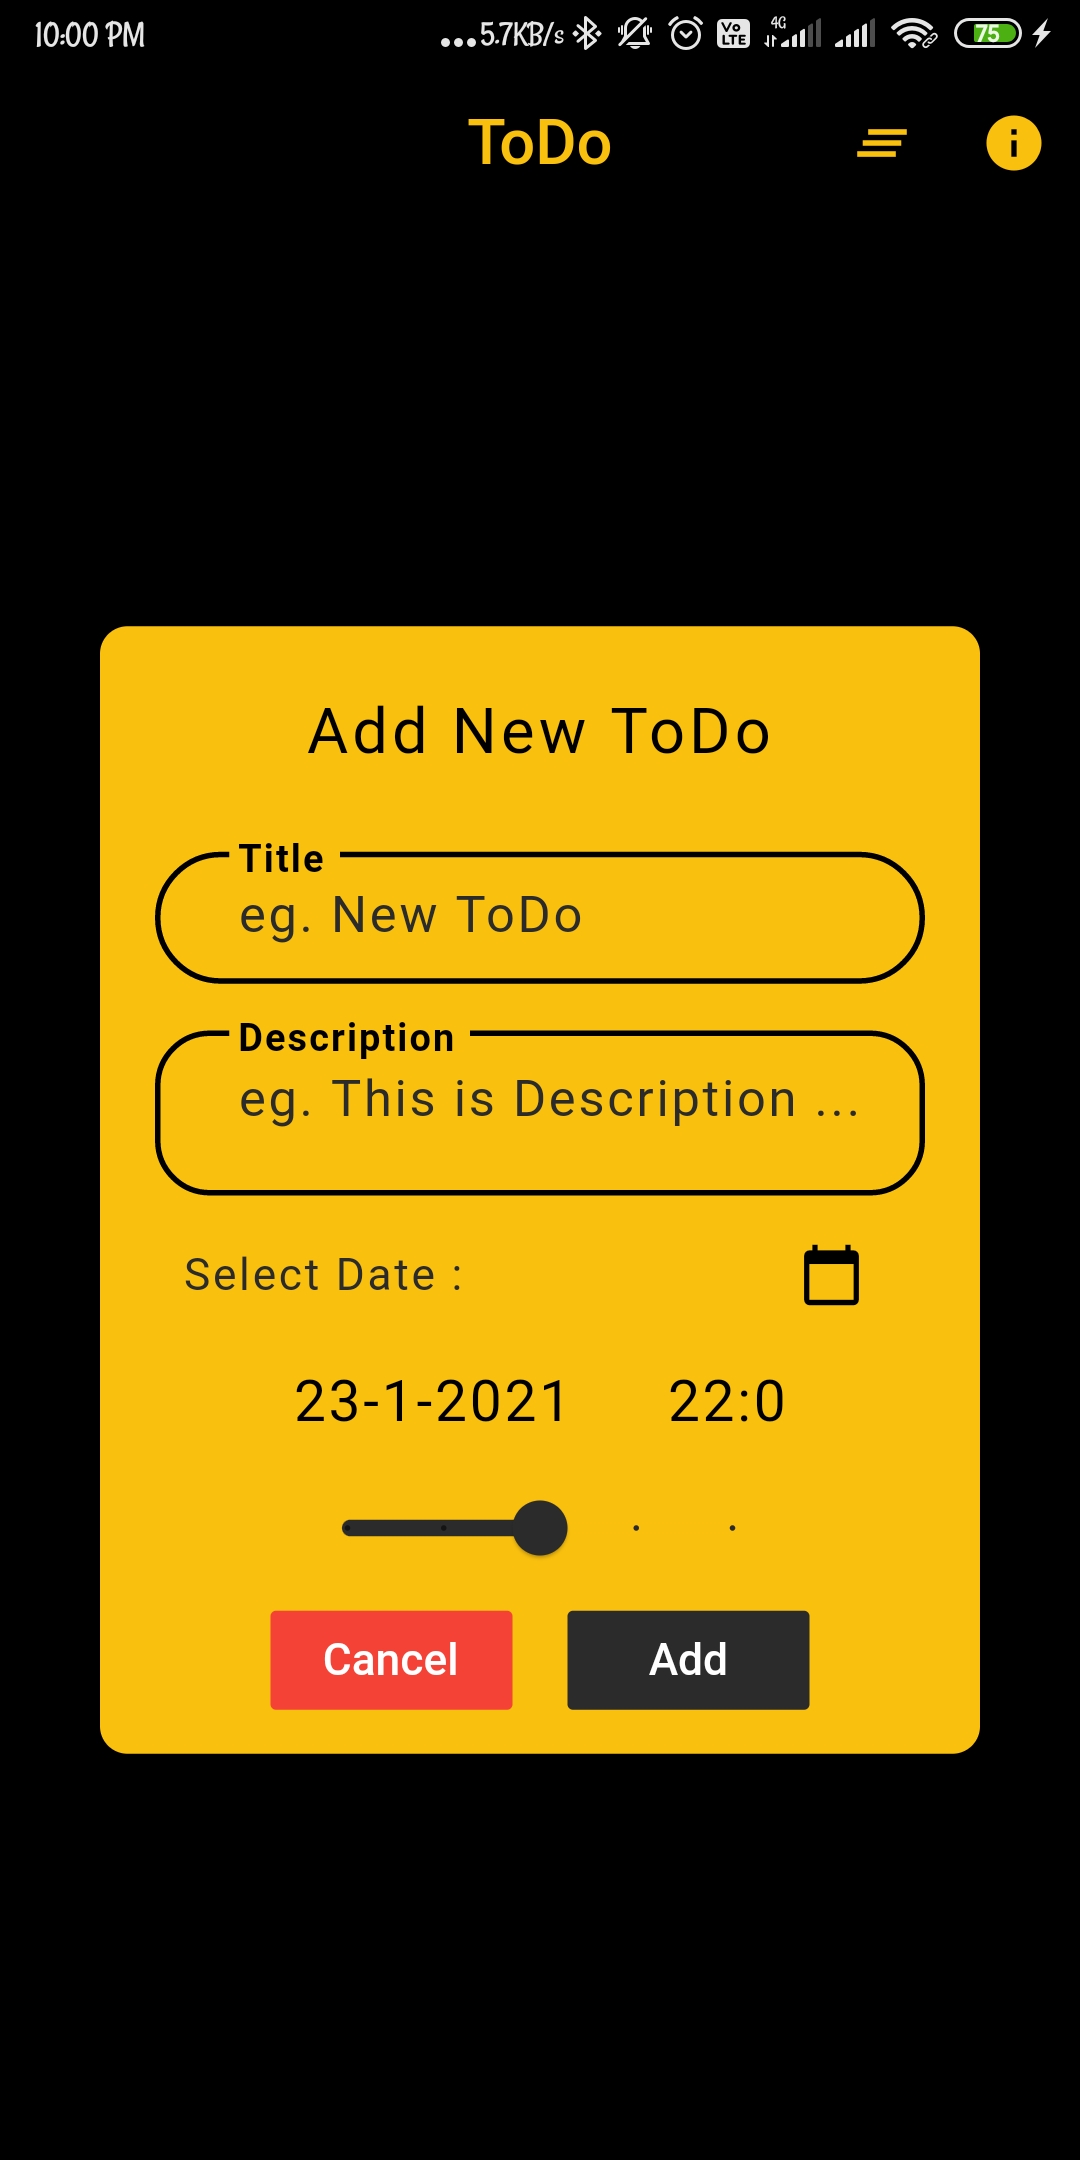 10:00 PM ...5.7KB/s Vo LTE 4G 75
ToDo
Add New ToDo
Title
eg. New ToDo
Description
eg. This is Description ...
Select Date :
23-1-2021 22:0
Cancel Add